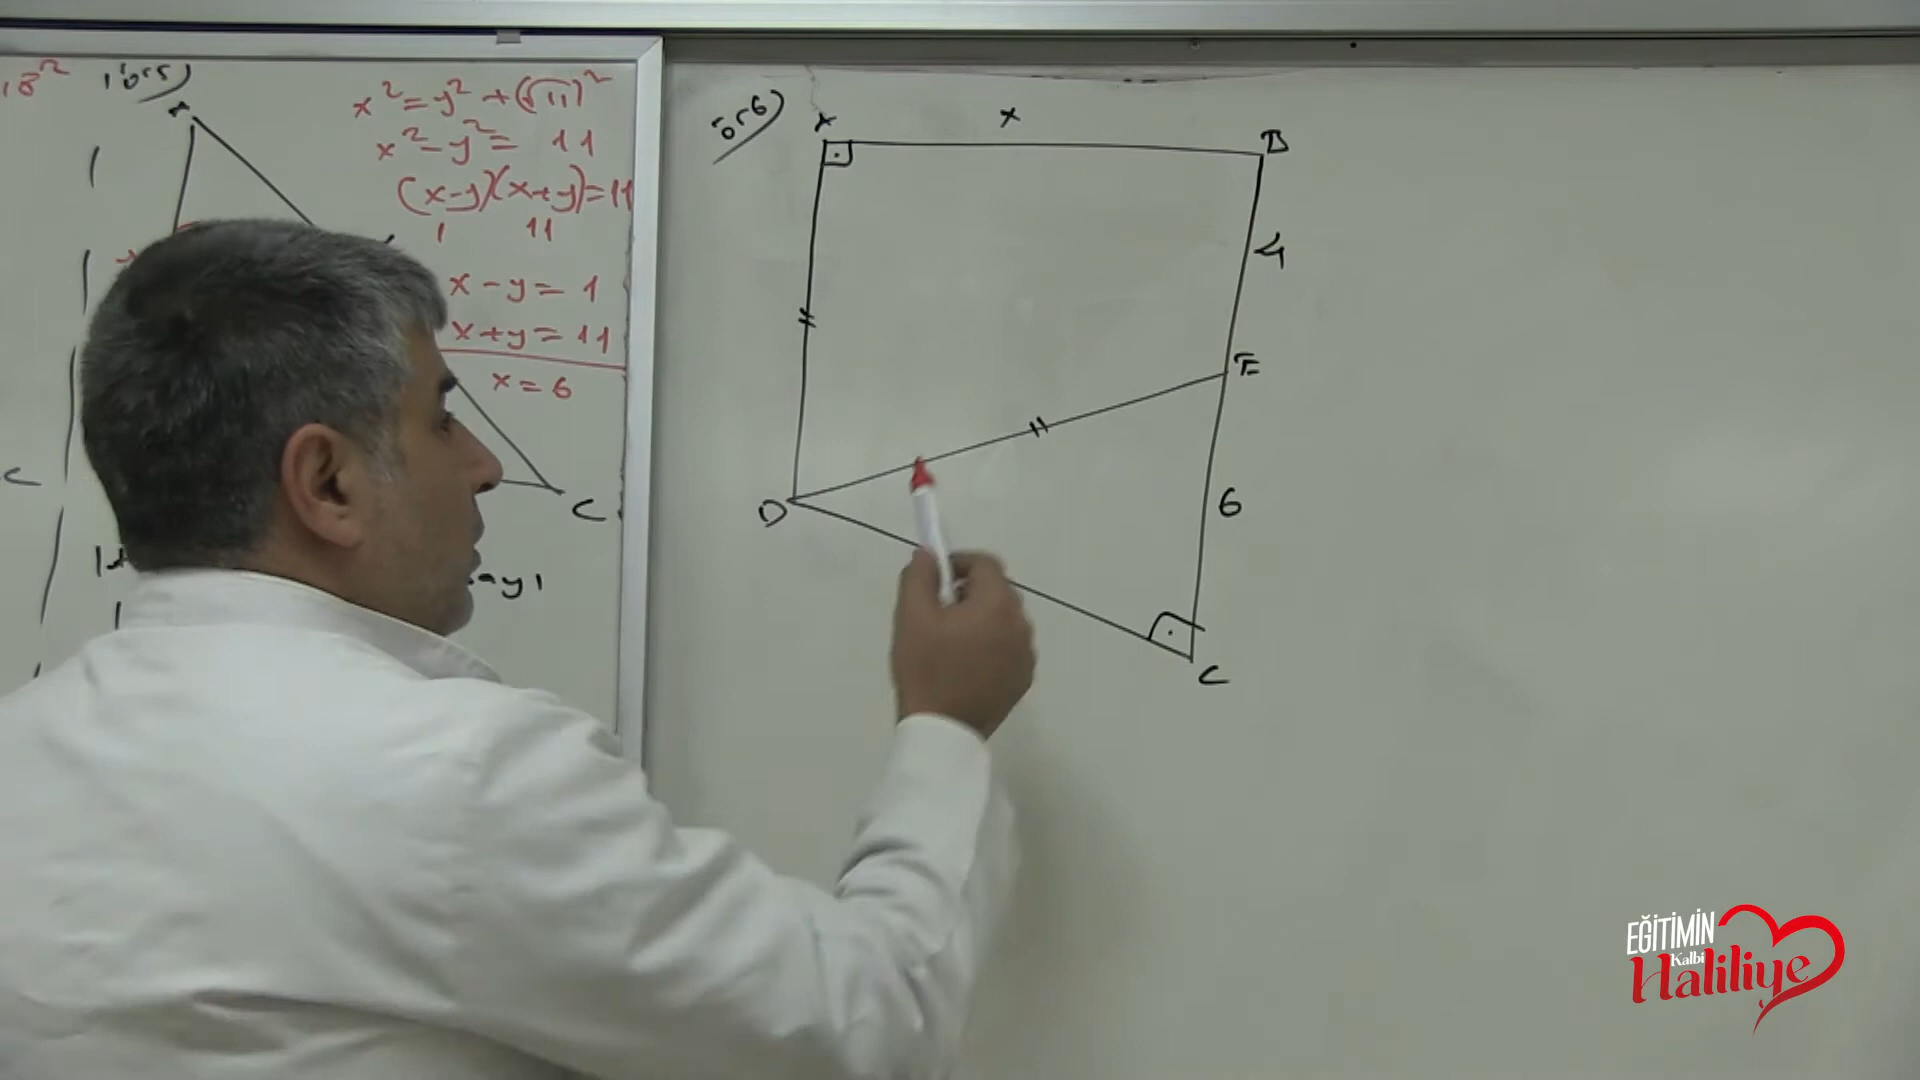 ör5)
x² = y² + (√11)²
x² - y² = 11
(x-y)(x+y) = 11
1 11
x - y = 1
x + y = 11
x = 6
C
C
ayı
ör6)
A
x
B
4
E
D
6
C
EĞİTİMİN
Kalbi
Haliliye